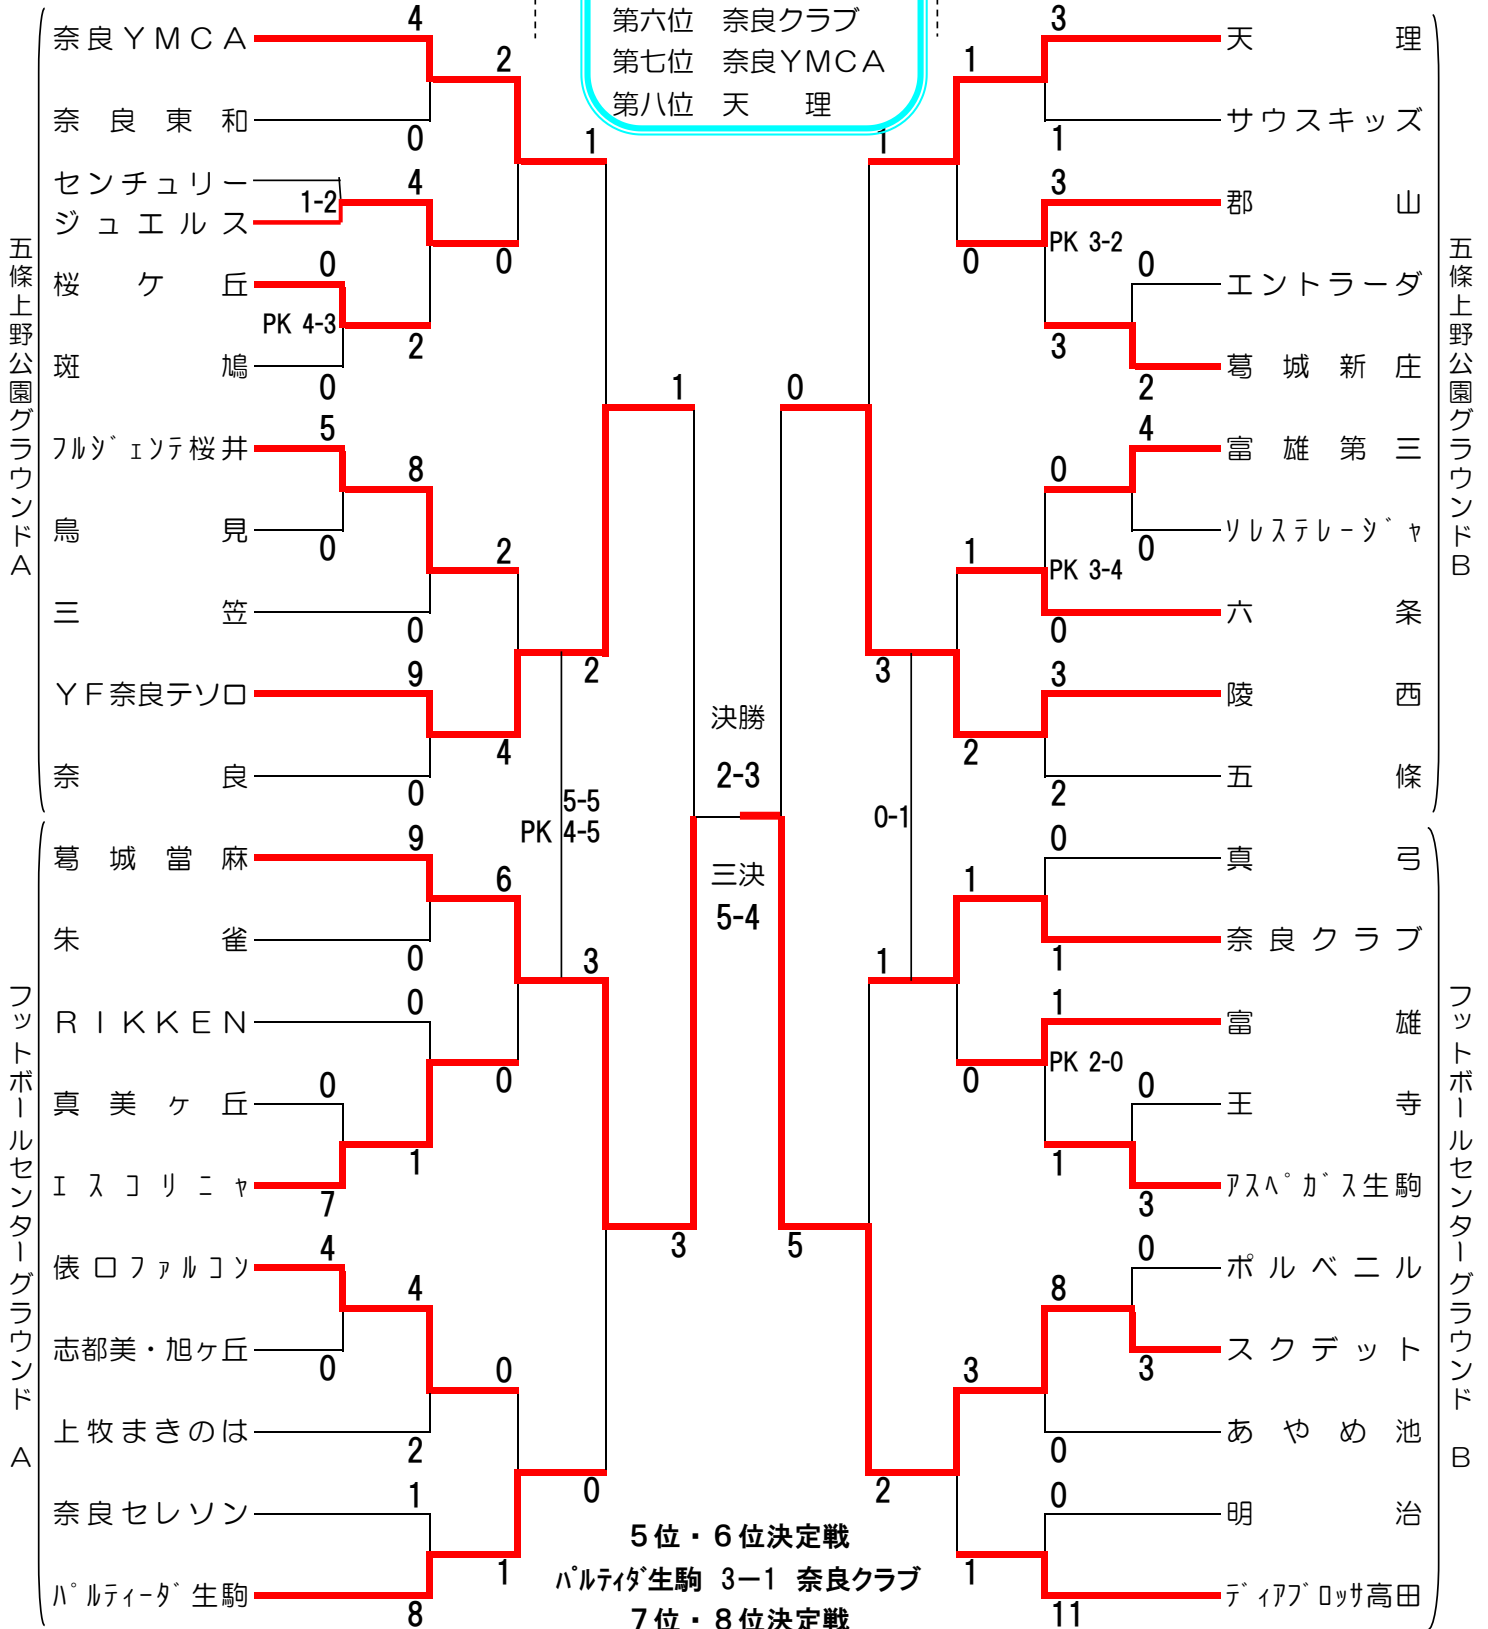 第六位 奈良クラブ
第七位 奈良YMCA
第八位 天 理
五條上野公園グラウンドA
奈良YMCA 4
2
奈良東和 0
1
センチュリー
1-2
4
ジュエルス
0
桜ケ丘 0
PK 4-3
2
斑鳩 0
1
フルジェンテ桜井 5
8
鳥見 0
2
三笠 0
2
YF奈良テソロ 9
4
奈良 0
5-5
PK 4-5
フットボールセンターグラウンド A
葛城當麻 9
6
朱雀 0
3
RIKKEN 0
0
真美ヶ丘 0
1
エスコリニャ 7
3
俵口ファルコン 4
4
志都美・旭ヶ丘 0
0
上牧まきのは 2
0
奈良セレソン 1
1
パルティーダ生駒 8
決勝
2-3
三決
5-4
五條上野公園グラウンドB
3 天理
1
1 サウスキッズ
1
3 郡山
PK 3-2
0
0 エントラーダ
3
2 葛城新庄
0
4 富雄第三
0
0 ソレステレージャ
1
PK 3-4
0 六条
3
3 陵西
2
2 五條
0-1
フットボールセンターグラウンド B
0 真弓
1
1 奈良クラブ
1
1 富雄
PK 2-0
0
0 王寺
1
3 アスペガス生駒
5
0 ポルベニル
8
3 スクデット
3
0 あやめ池
2
0 明治
1
11 ディアブロッサ高田
5位・6位決定戦
パルティダ生駒 3－1 奈良クラブ
7位・8位決定戦